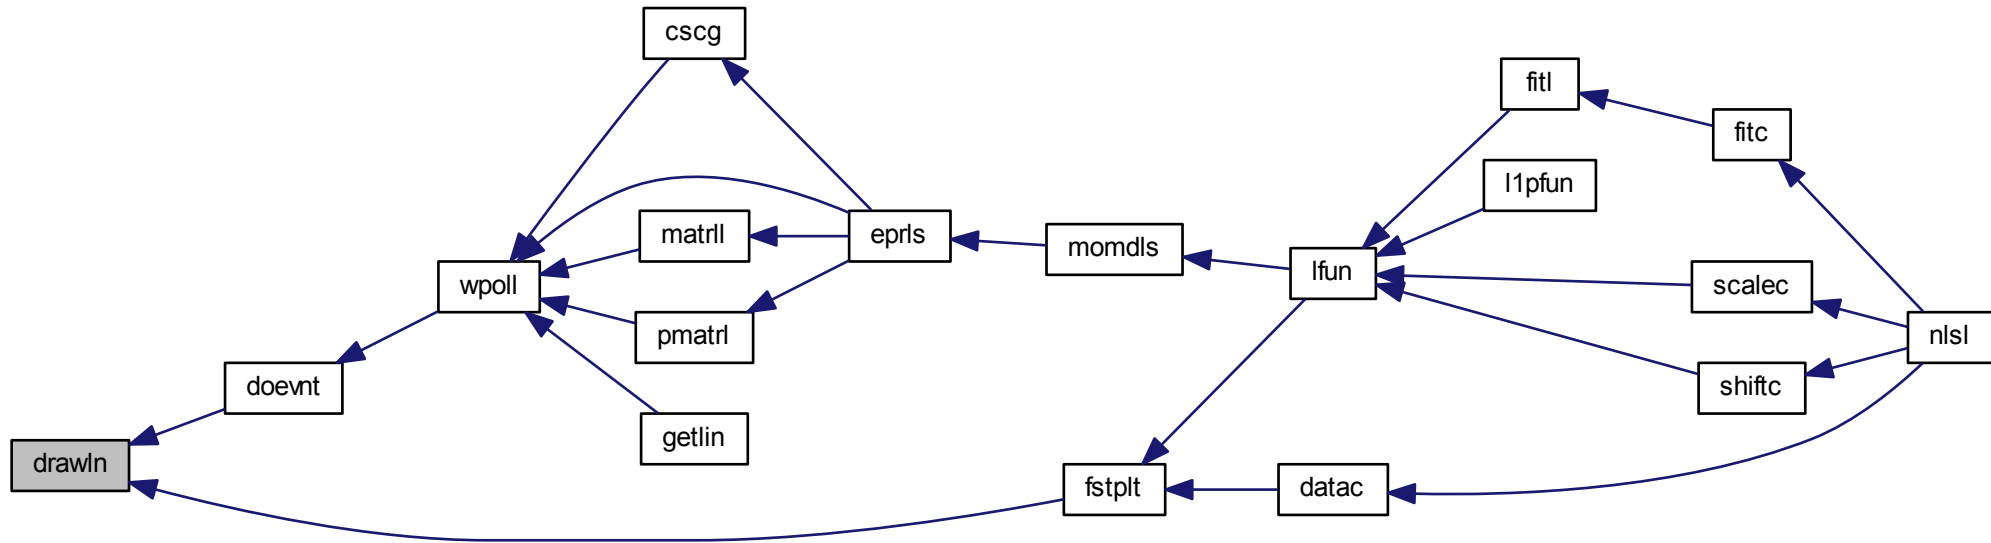 cscg
fitl
fitc
l1pfun
matrll
eprls
momdls
lfun
scalec
wpoll
pmatrl
nlsl
doevnt
shiftc
getlin
drawln
fstplt
datac